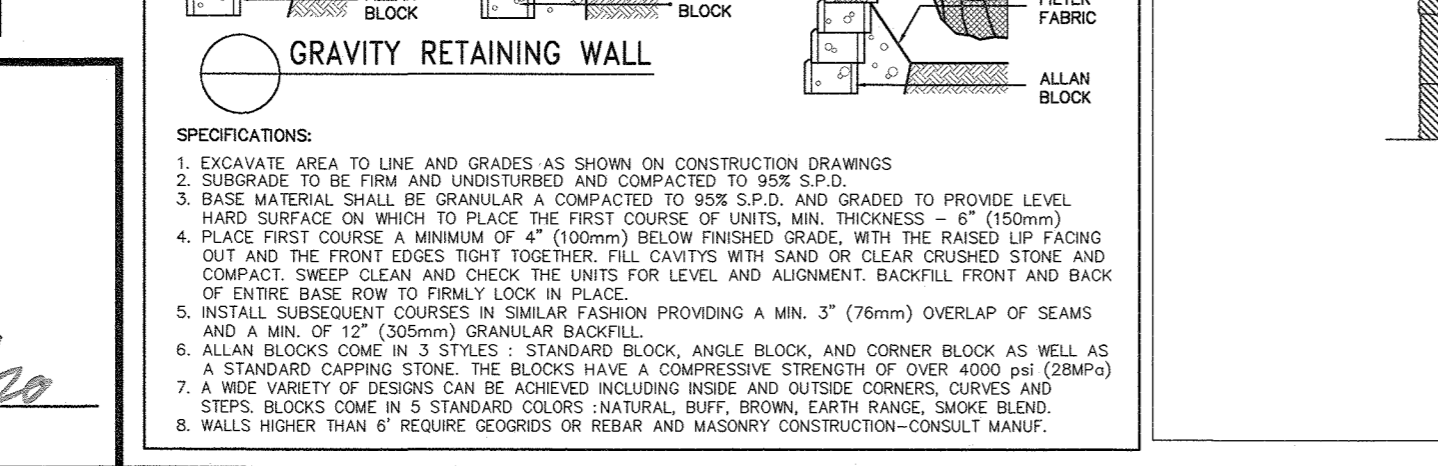 BLOCK
BLOCK
FABRIC
GRAVITY RETAINING WALL
ALLAN
BLOCK
SPECIFICATIONS:
1. EXCAVATE AREA TO LINE AND GRADES AS SHOWN ON CONSTRUCTION DRAWINGS
2. SUBGRADE TO BE FIRM AND UNDISTURBED AND COMPACTED TO 95% S.P.D.
3. BASE MATERIAL SHALL BE GRANULAR A COMPACTED TO 95% S.P.D. AND GRADED TO PROVIDE LEVEL
HARD SURFACE ON WHICH TO PLACE THE FIRST COURSE OF UNITS, MIN. THICKNESS – 6" (150mm)
4. PLACE FIRST COURSE A MINIMUM OF 4" (100mm) BELOW FINISHED GRADE, WITH THE RAISED LIP FACING
OUT AND THE FRONT EDGES TIGHT TOGETHER. FILL CAVITYS WITH SAND OR CLEAR CRUSHED STONE AND
COMPACT. SWEEP CLEAN AND CHECK THE UNITS FOR LEVEL AND ALIGNMENT. BACKFILL FRONT AND BACK
OF ENTIRE BASE ROW TO FIRMLY LOCK IN PLACE.
5. INSTALL SUBSEQUENT COURSES IN SIMILAR FASHION PROVIDING A MIN. 3" (76mm) OVERLAP OF SEAMS
AND A MIN. OF 12" (305mm) GRANULAR BACKFILL.
6. ALLAN BLOCKS COME IN 3 STYLES : STANDARD BLOCK, ANGLE BLOCK, AND CORNER BLOCK AS WELL AS
A STANDARD CAPPING STONE. THE BLOCKS HAVE A COMPRESSIVE STRENGTH OF OVER 4000 psi (28MPa)
7. A WIDE VARIETY OF DESIGNS CAN BE ACHIEVED INCLUDING INSIDE AND OUTSIDE CORNERS, CURVES AND
STEPS. BLOCKS COME IN 5 STANDARD COLORS :NATURAL, BUFF, BROWN, EARTH RANGE, SMOKE BLEND.
8. WALLS HIGHER THAN 6' REQUIRE GEOGRIDS OR REBAR AND MASONRY CONSTRUCTION–CONSULT MANUF.